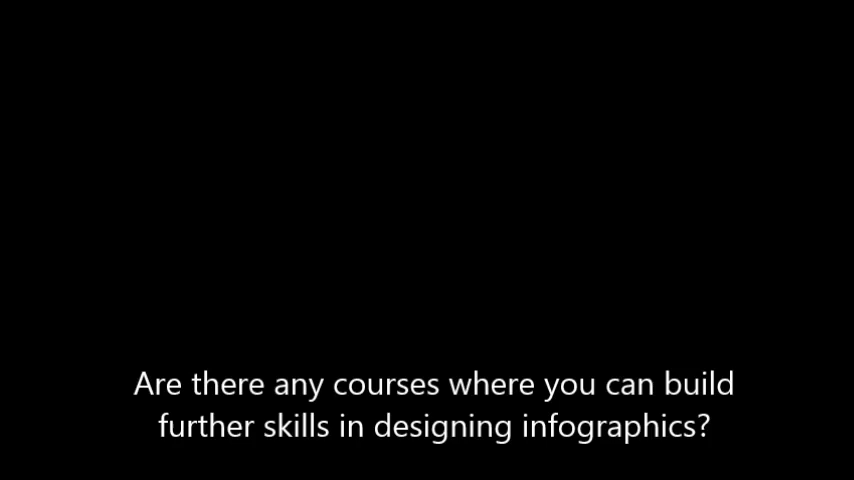 Are there any courses where you can build
further skills in designing infographics?